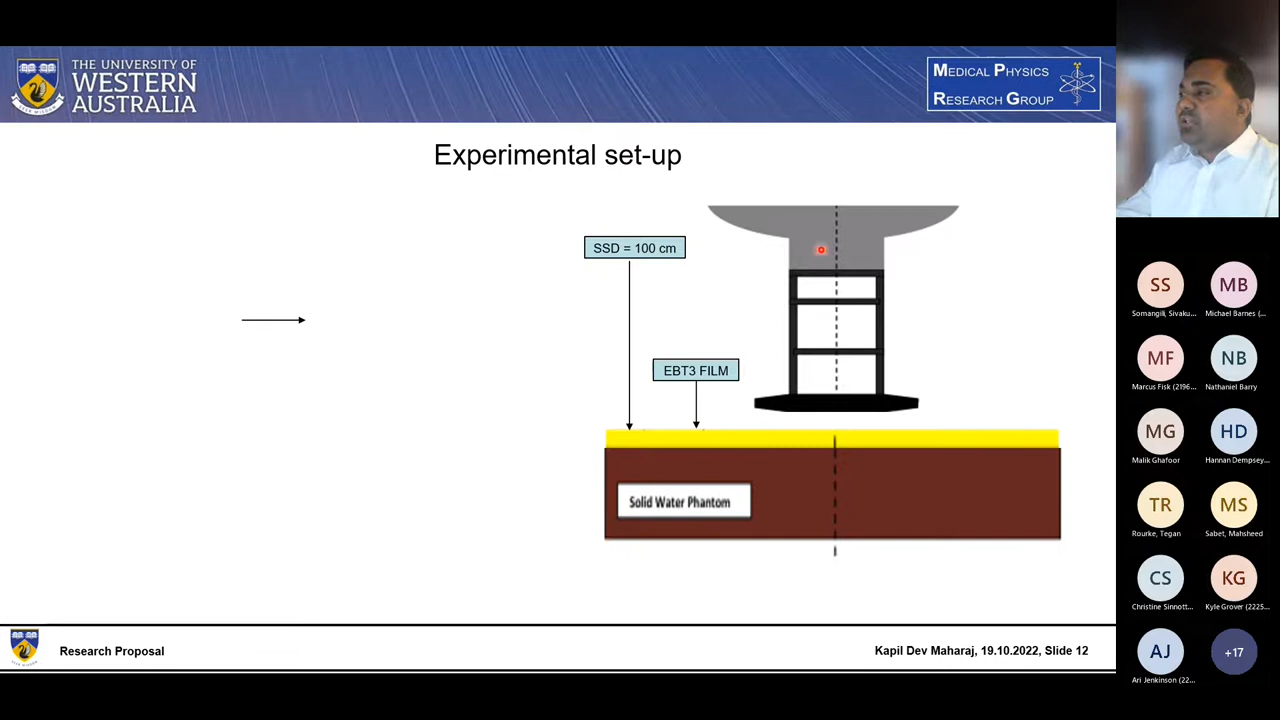 THE UNIVERSITY OF
WESTERN
AUSTRALIA
MEDICAL PHYSICS
RESEARCH GROUP
Experimental set-up
SSD = 100 cm
EBT3 FILM
Solid Water Phantom
Research Proposal
Kapil Dev Maharaj, 19.10.2022, Slide 12
SS
MB
Somangili, Sivaku...
Michael Barnes (...
MF
NB
Marcus Fisk (2196...
Nathaniel Barry
MG
HD
Malik Ghafoor
Hannan Dempsey...
TR
MS
Rourke, Tegan
Sabet, Mahsheed
CS
KG
Christine Sinnott...
Kyle Grover (2225...
AJ
+17
Ari Jenkinson (22...